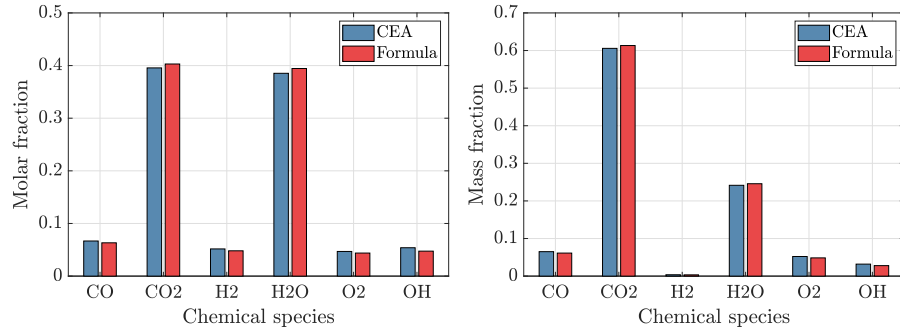 0.5
0.4
0.3
0.2
0.1
0
Molar fraction
CEA
Formula
CO
CO2
H2
H2O
O2
OH
Chemical species
0.7
0.6
0.5
0.4
0.3
0.2
0.1
0
Mass fraction
CEA
Formula
CO
CO2
H2
H2O
O2
OH
Chemical species